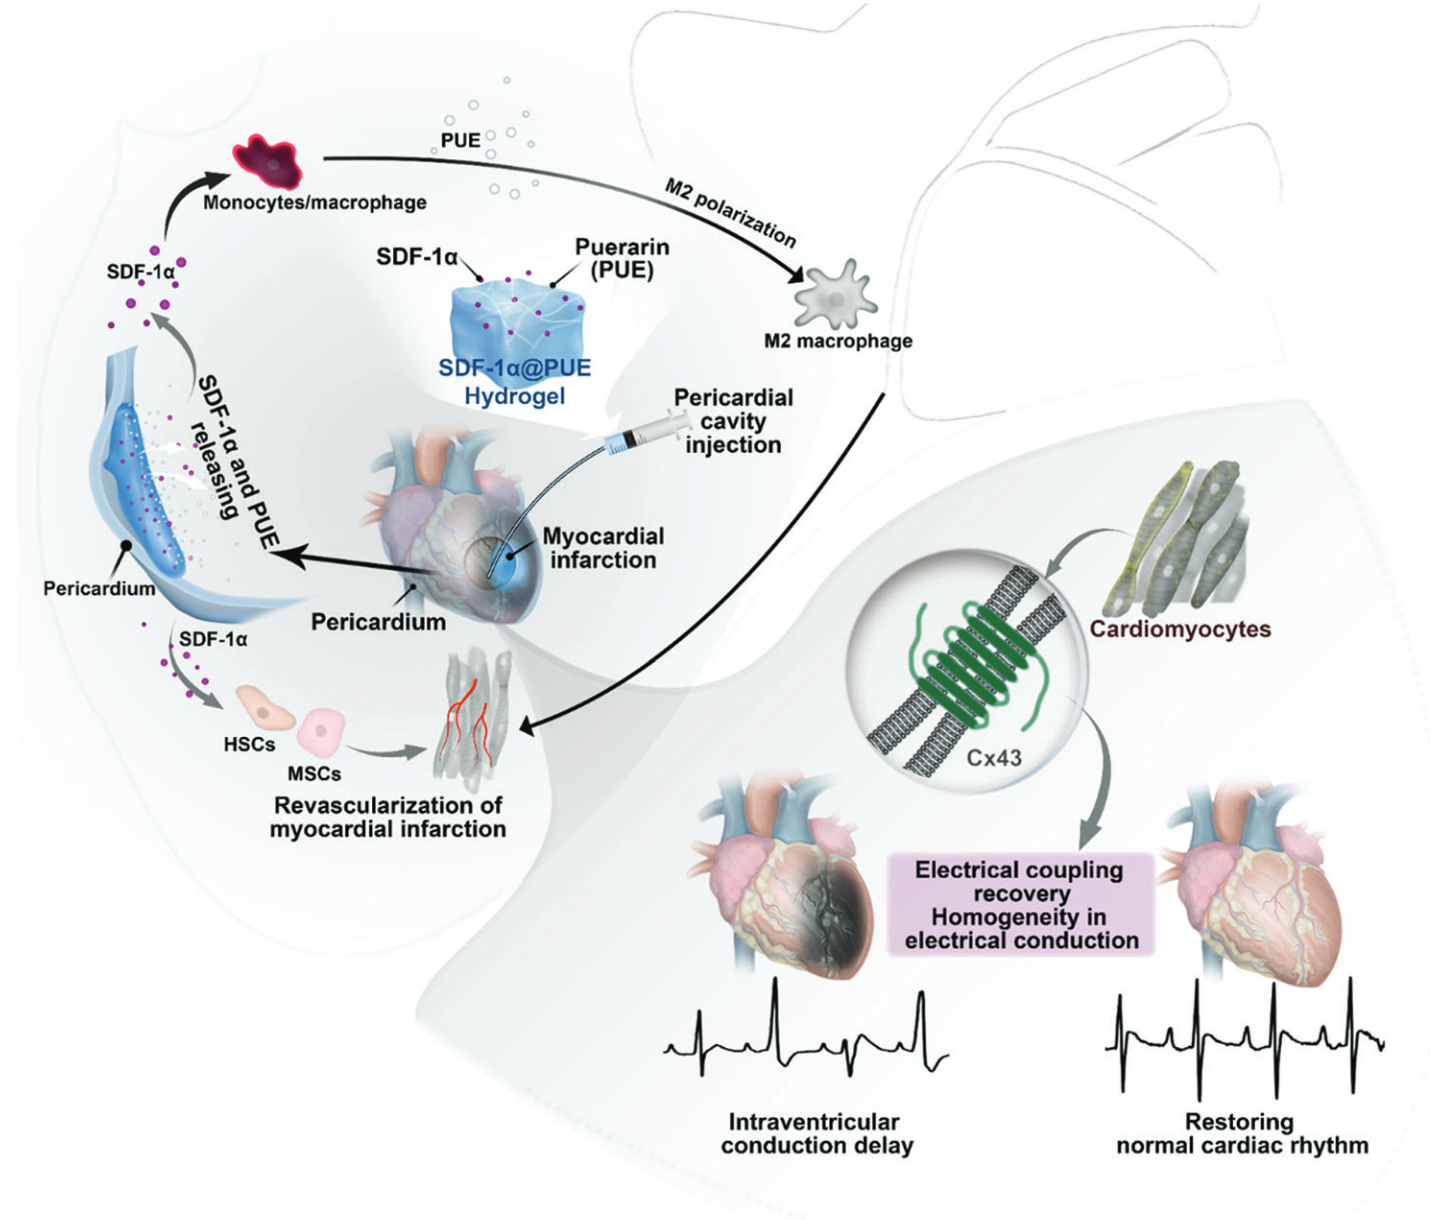 PUE
M2 polarization
Monocytes/macrophage
SDF-1α
SDF-1α
Puerarin
(PUE)
M2 macrophage
SDF-1α@PUE
Hydrogel
SDF-1α and PUE
releasing
Pericardial
cavity
injection
Myocardial
infarction
Pericardium
Pericardium
SDF-1α
HSCs
MSCs
Revascularization of
myocardial infarction
Cardiomyocytes
Cx43
Electrical coupling
recovery
Homogeneity in
electrical conduction
Intraventricular
conduction delay
Restoring
normal cardiac rhythm